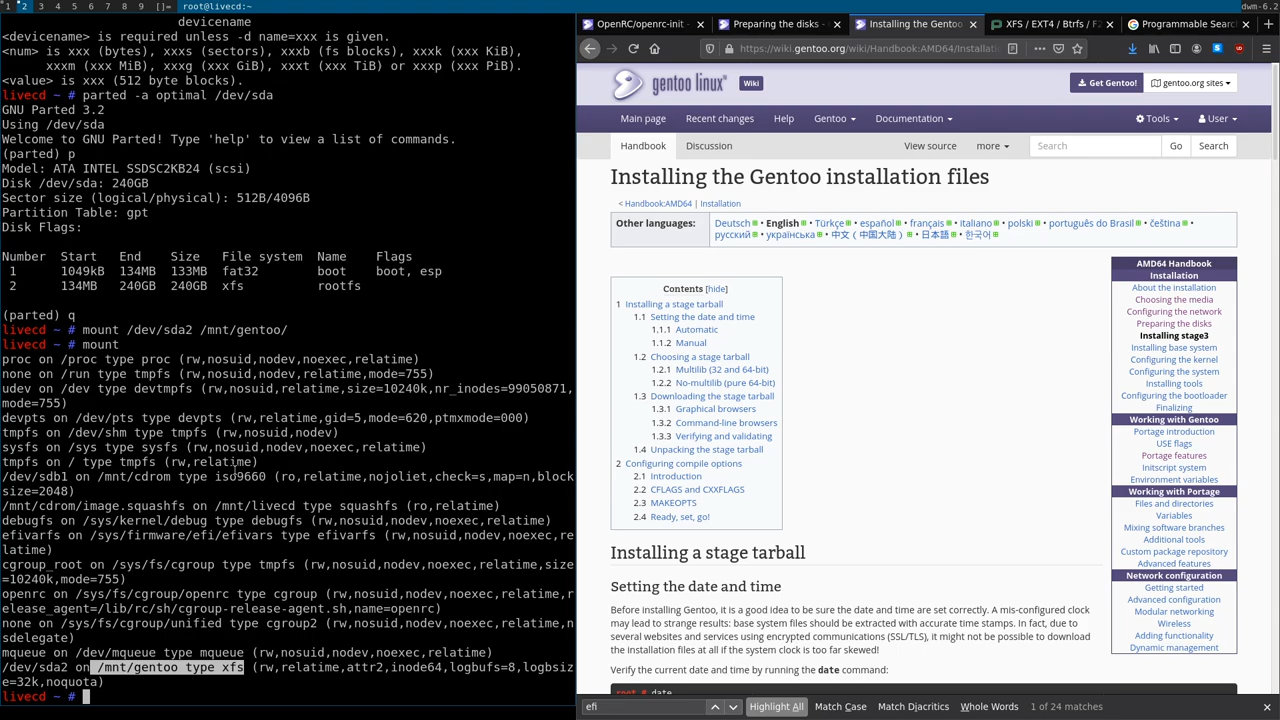 1 2 3 4 5 6 7 8 9 []= root@livecd:~ dwm-6.2
devicename
<devicename> is required unless -d name=xxx is given.
<num> is xxx (bytes), xxxs (sectors), xxxb (fs blocks), xxxk (xxx KiB),
xxxm (xxx MiB), xxxg (xxx GiB), xxxt (xxx TiB) or xxxp (xxx PiB).
<value> is xxx (512 byte blocks).
livecd ~ # parted -a optimal /dev/sda
GNU Parted 3.2
Using /dev/sda
Welcome to GNU Parted! Type 'help' to view a list of commands.
(parted) p
Model: ATA INTEL SSDSC2KB24 (scsi)
Disk /dev/sda: 240GB
Sector size (logical/physical): 512B/4096B
Partition Table: gpt
Disk Flags:
Number Start End Size File system Name Flags
1 1049kB 134MB 133MB fat32 boot boot, esp
2 134MB 240GB 240GB xfs rootfs
(parted) q
livecd ~ # mount /dev/sda2 /mnt/gentoo/
livecd ~ # mount
proc on /proc type proc (rw,nosuid,nodev,noexec,relatime)
none on /run type tmpfs (rw,nosuid,nodev,relatime,mode=755)
udev on /dev type devtmpfs (rw,nosuid,relatime,size=10240k,nr_inodes=99050871,
mode=755)
devpts on /dev/pts type devpts (rw,relatime,gid=5,mode=620,ptmxmode=000)
tmpfs on /dev/shm type tmpfs (rw,nosuid,nodev)
sysfs on /sys type sysfs (rw,nosuid,nodev,noexec,relatime)
tmpfs on / type tmpfs (rw,relatime)
/dev/sdb1 on /mnt/cdrom type iso9660 (ro,relatime,nojoliet,check=s,map=n,block
size=2048)
/mnt/cdrom/image.squashfs on /mnt/livecd type squashfs (ro,relatime)
debugfs on /sys/kernel/debug type debugfs (rw,nosuid,nodev,noexec,relatime)
efivarfs on /sys/firmware/efi/efivars type efivarfs (rw,nosuid,nodev,noexec,re
latime)
cgroup_root on /sys/fs/cgroup type tmpfs (rw,nosuid,nodev,noexec,relatime,size
=10240k,mode=755)
openrc on /sys/fs/cgroup/openrc type cgroup (rw,nosuid,nodev,noexec,relatime,r
elease_agent=/lib/rc/sh/cgroup-release-agent.sh,name=openrc)
none on /sys/fs/cgroup/unified type cgroup2 (rw,nosuid,nodev,noexec,relatime,n
sdelegate)
mqueue on /dev/mqueue type mqueue (rw,nosuid,nodev,noexec,relatime)
/dev/sda2 on /mnt/gentoo type xfs (rw,relatime,attr2,inode64,logbufs=8,logbsiz
e=32k,noquota)
livecd ~ #
OpenRC/openrc-init - Preparing the disks - Installing the Gentoo XFS / EXT4 / Btrfs / F2 Programmable Sear
https://wiki.gentoo.org/wiki/Handbook:AMD64/Installatio
gentoo linux Wiki Get Gentoo! gentoo.org sites
Main page Recent changes Help Gentoo Documentation Tools User
Handbook Discussion View source more Search Go Search
Installing the Gentoo installation files
< Handbook:AMD64 | Installation
Other languages: Deutsch • English • Türkçe • español • français • italiano • polski • português do Brasil • čeština •
русский • українська • 中文(中国大陆) • 日本語 • 한국어
Contents [hide]
1 Installing a stage tarball
1.1 Setting the date and time
1.1.1 Automatic
1.1.2 Manual
1.2 Choosing a stage tarball
1.2.1 Multilib (32 and 64-bit)
1.2.2 No-multilib (pure 64-bit)
1.3 Downloading the stage tarball
1.3.1 Graphical browsers
1.3.2 Command-line browsers
1.3.3 Verifying and validating
1.4 Unpacking the stage tarball
2 Configuring compile options
2.1 Introduction
2.2 CFLAGS and CXXFLAGS
2.3 MAKEOPTS
2.4 Ready, set, go!
AMD64 Handbook
Installation
About the installation
Choosing the media
Configuring the network
Preparing the disks
Installing stage3
Installing base system
Configuring the kernel
Configuring the system
Installing tools
Configuring the bootloader
Finalizing
Working with Gentoo
Portage introduction
USE flags
Portage features
Initscript system
Environment variables
Working with Portage
Files and directories
Variables
Mixing software branches
Additional tools
Custom package repository
Advanced features
Network configuration
Getting started
Advanced configuration
Modular networking
Wireless
Adding functionality
Dynamic management
Installing a stage tarball
Setting the date and time
Before installing Gentoo, it is a good idea to be sure the date and time are set correctly. A mis-configured clock
may lead to strange results: base system files should be extracted with accurate time stamps. In fact, due to
several websites and services using encrypted communications (SSL/TLS), it might not be possible to download
the installation files at all if the system clock is too far skewed!
Verify the current date and time by running the date command:
root # date
efi Highlight All Match Case Match Diacritics Whole Words 1 of 24 matches